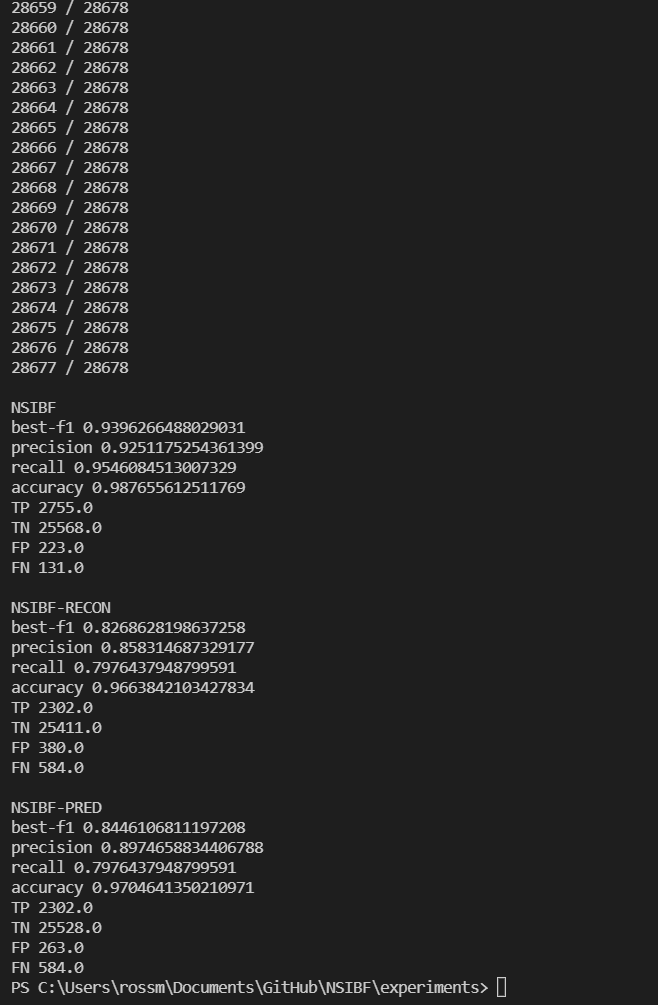 28659 / 28678
28660 / 28678
28661 / 28678
28662 / 28678
28663 / 28678
28664 / 28678
28665 / 28678
28666 / 28678
28667 / 28678
28668 / 28678
28669 / 28678
28670 / 28678
28671 / 28678
28672 / 28678
28673 / 28678
28674 / 28678
28675 / 28678
28676 / 28678
28677 / 28678
NSIBF
best-f1 0.9396266488029031
precision 0.9251175254361399
recall 0.9546084513007329
accuracy 0.987655612511769
TP 2755.0
TN 25568.0
FP 223.0
FN 131.0
NSIBF-RECON
best-f1 0.8268628198637258
precision 0.858314687329177
recall 0.7976437948799591
accuracy 0.9663842103427834
TP 2302.0
TN 25411.0
FP 380.0
FN 584.0
NSIBF-PRED
best-f1 0.8446106811197208
precision 0.8974658834406788
recall 0.7976437948799591
accuracy 0.9704641350210971
TP 2302.0
TN 25528.0
FP 263.0
FN 584.0
PS C:\Users\rossm\Documents\GitHub\NSIBF\experiments>